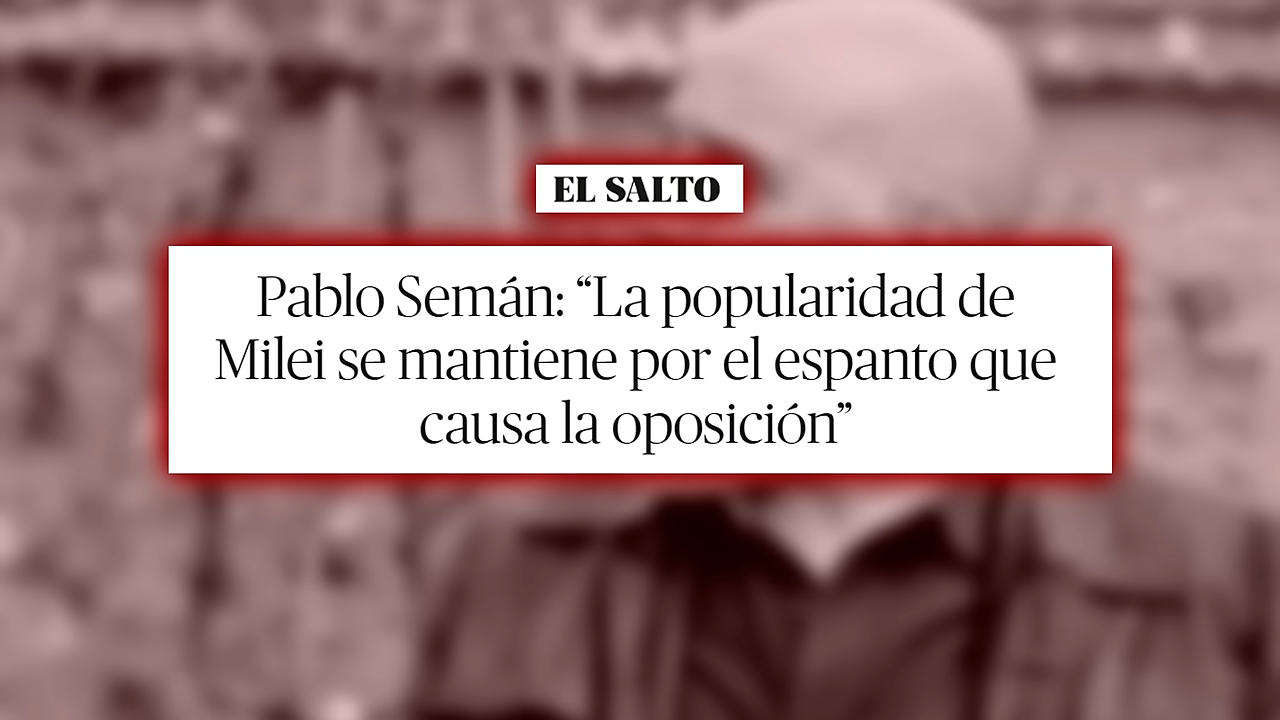 EL SALTO
Pablo Semán: “La popularidad de
Milei se mantiene por el espanto que
causa la oposición”